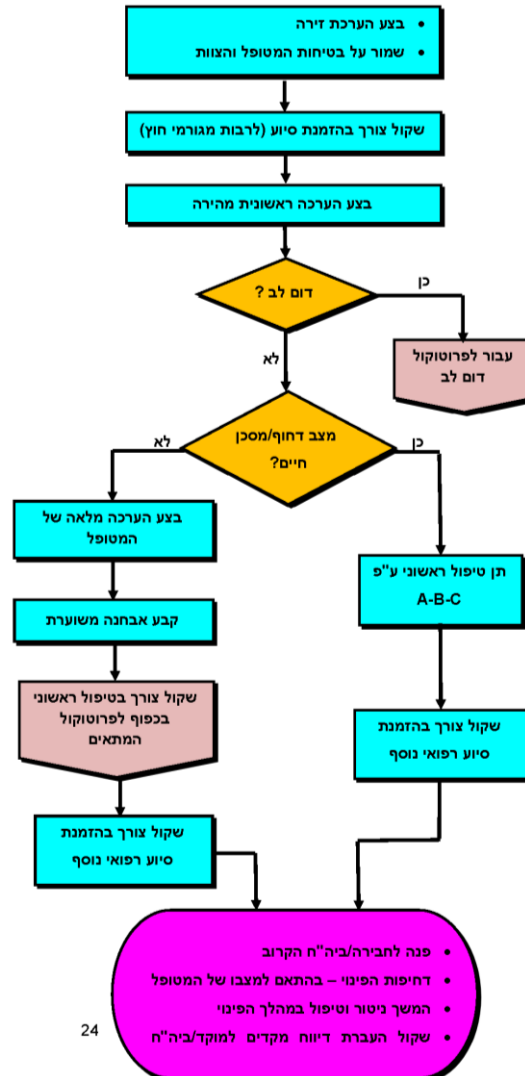 • בצע הערכת זירה
• שמור על בטיחות המטופל והצוות
שקול צורך בהזמנת סיוע (לרבות מגורמי חוץ)
בצע הערכה ראשונית מהירה
דום לב ?
כן
עבור לפרוטוקול
דום לב
לא
מצב דחוף/מסכן
חיים?
כן
תן טיפול ראשוני ע"פ
A-B-C
שקול צורך בהזמנת
סיוע רפואי נוסף
לא
בצע הערכה מלאה של
המטופל
קבע אבחנה משוערת
שקול צורך בטיפול ראשוני
בכפוף לפרוטוקול
המתאים
שקול צורך בהזמנת
סיוע רפואי נוסף
• פנה לחבירה/ביה"ח הקרוב
• דחיפות הפינוי – בהתאם למצבו של המטופל
• המשך ניטור וטיפול במהלך הפינוי
• שקול העברת דיווח מקדים למוקד/ביה"ח
24